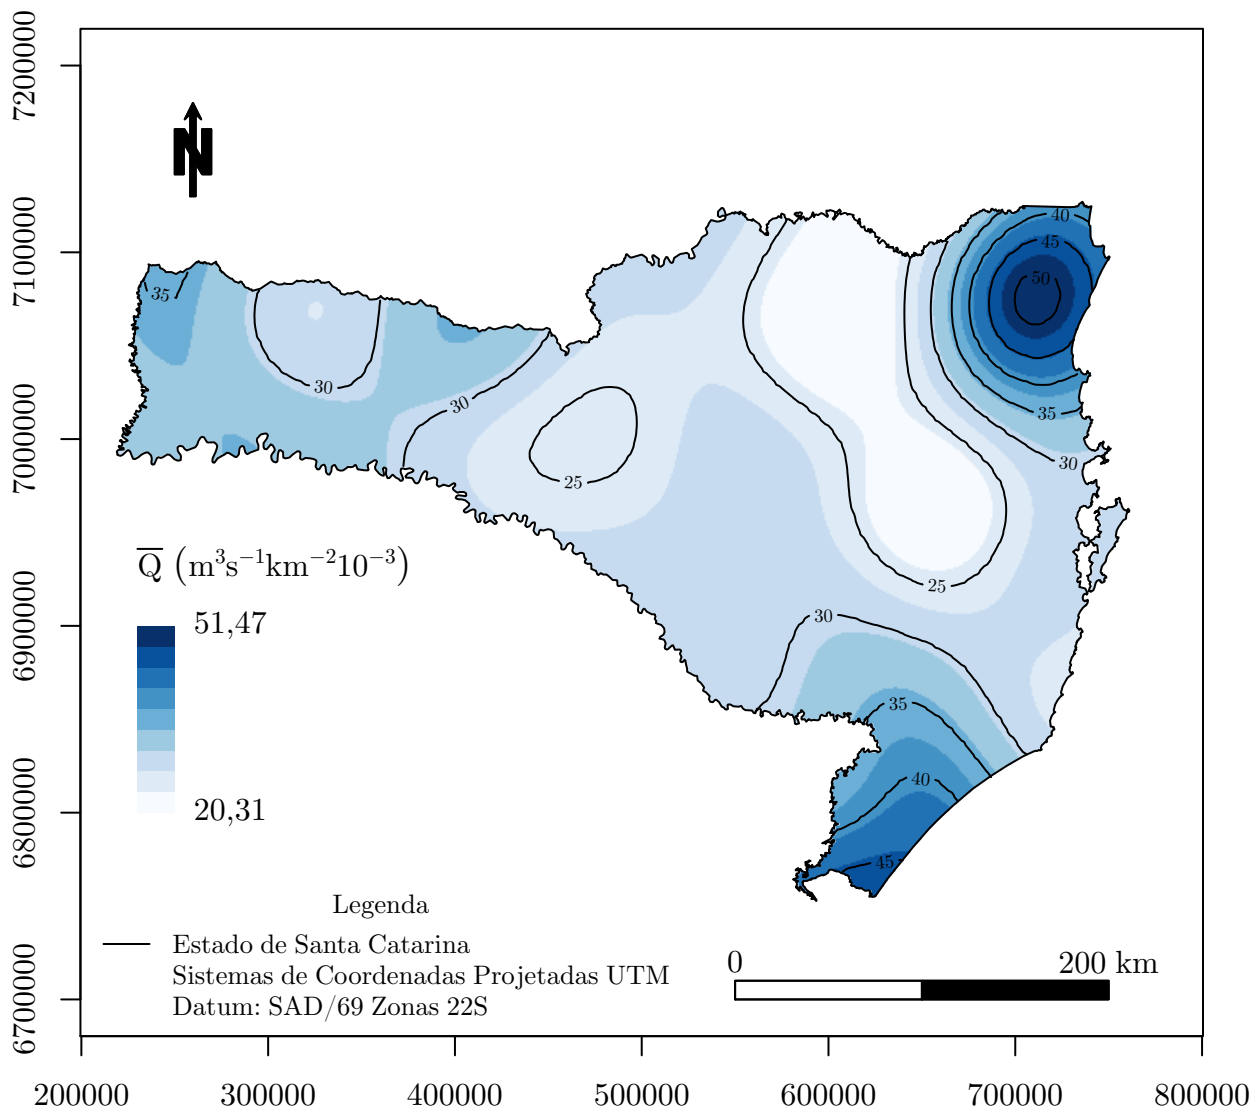 7200000
7100000
7000000
6900000
6800000
6700000
N
40
45
50
35
35
30
30
30
25
25
30
35
40
45
Q̅ (m³s⁻¹km⁻²10⁻³)
51,47
20,31
Legenda
Estado de Santa Catarina
Sistemas de Coordenadas Projetadas UTM
Datum: SAD/69 Zonas 22S
0 200 km
200000 300000 400000 500000 600000 700000 800000